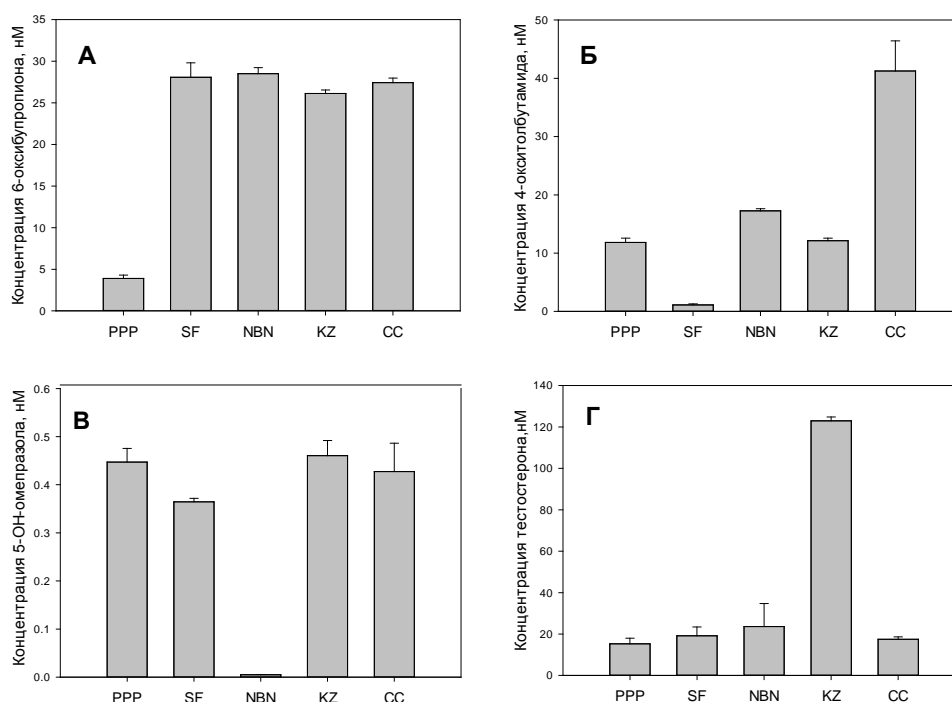 А
Концентрация 6-оксибупропиона, нМ
35
30
25
20
15
10
5
0
PPP SF NBN KZ CC
Б
Концентрация 4-окситолбутамида, нМ
50
40
30
20
10
0
PPP SF NBN KZ CC
В
Концентрация 5-ОН-омепразола, нМ
0.6
0.5
0.4
0.3
0.2
0.1
0.0
PPP SF NBN KZ CC
Г
Концентрация тестостерона,нМ
140
120
100
80
60
40
20
0
PPP SF NBN KZ CC